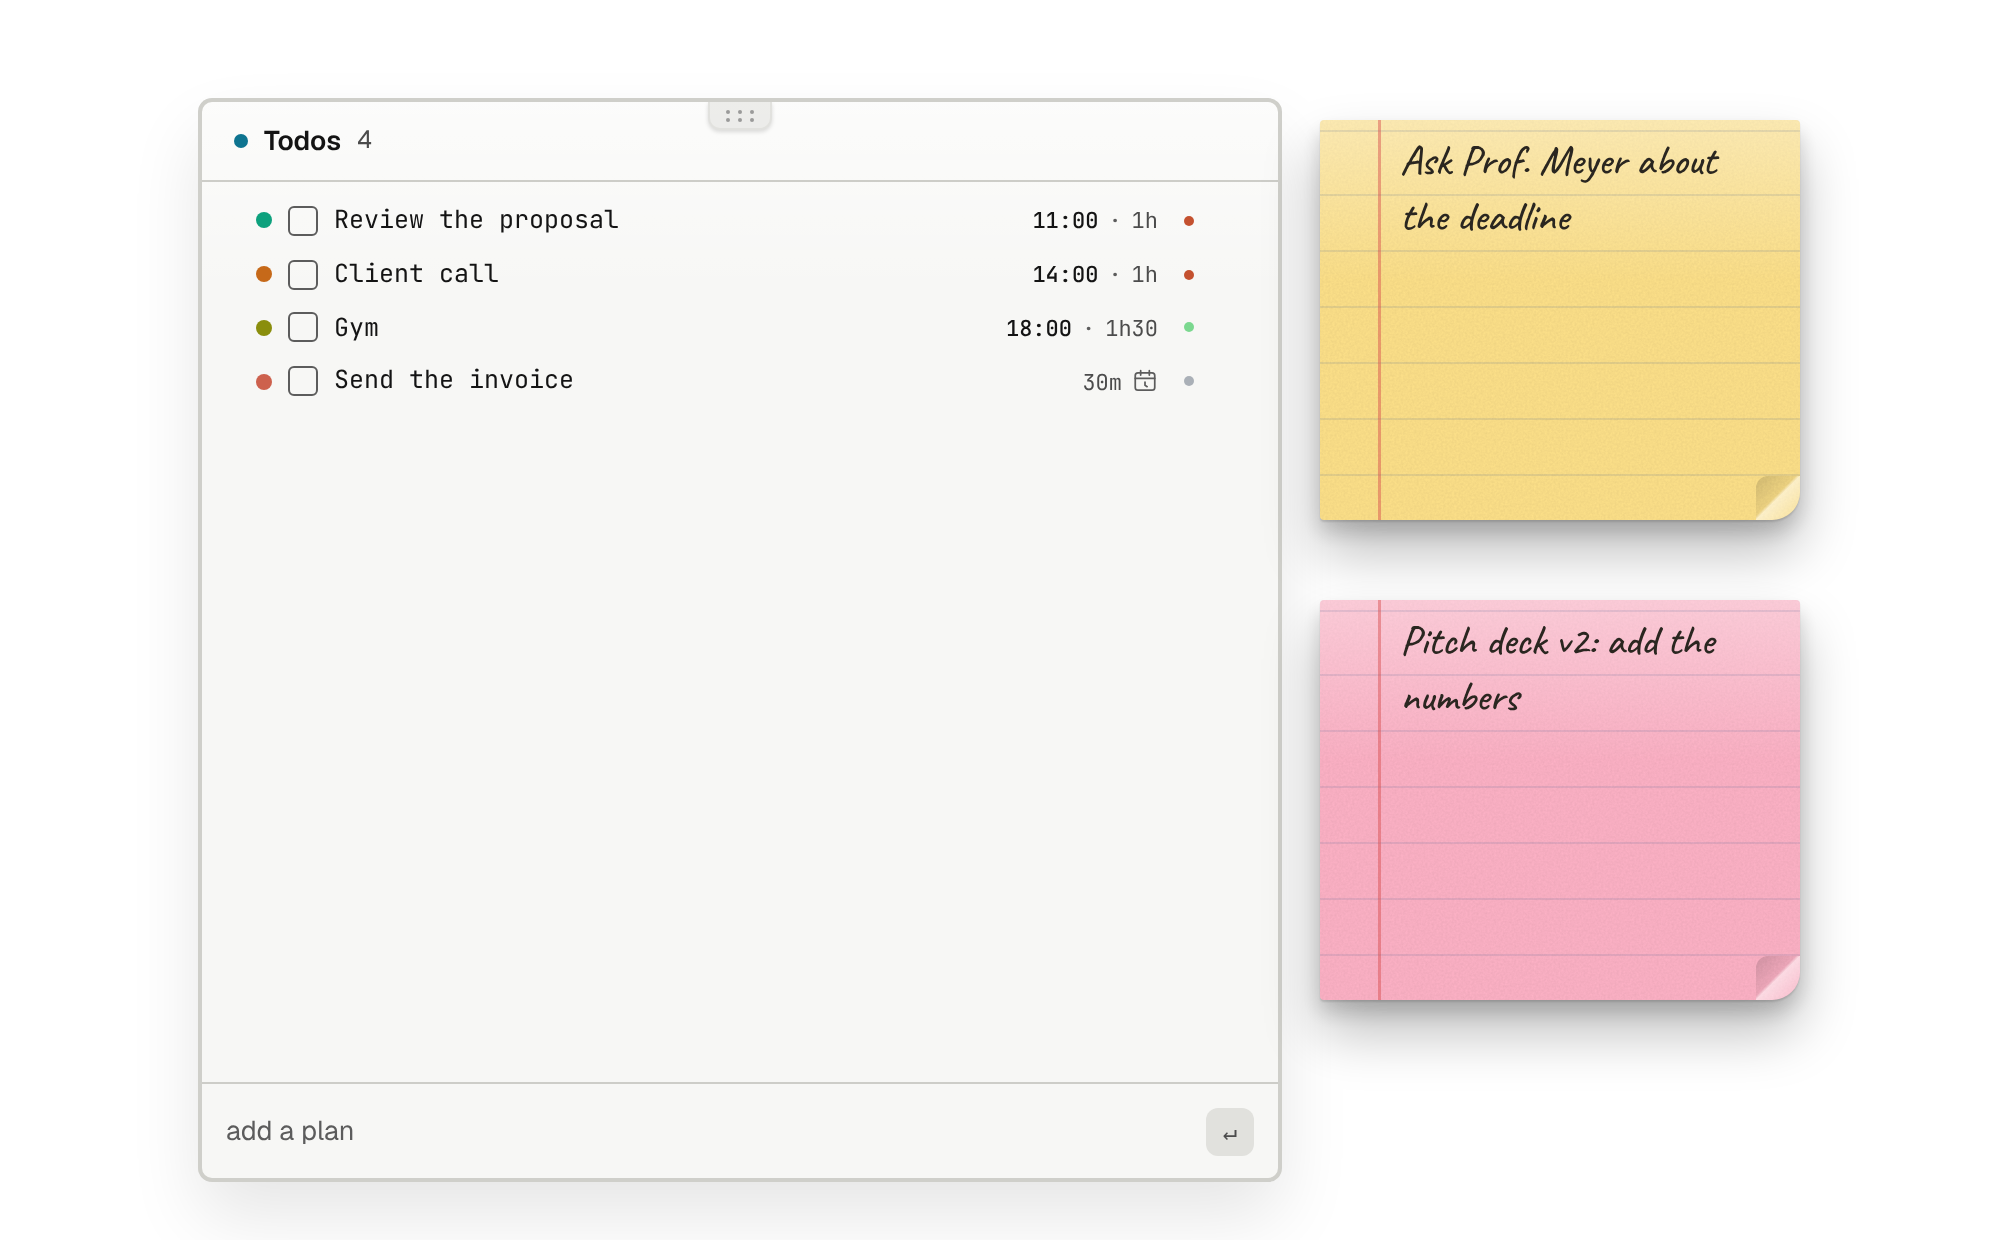 Todos 4
Review the proposal 11:00 · 1h
Client call 14:00 · 1h
Gym 18:00 · 1h30
Send the invoice 30m
add a plan
Ask Prof. Meyer about
the deadline
Pitch deck v2: add the
numbers